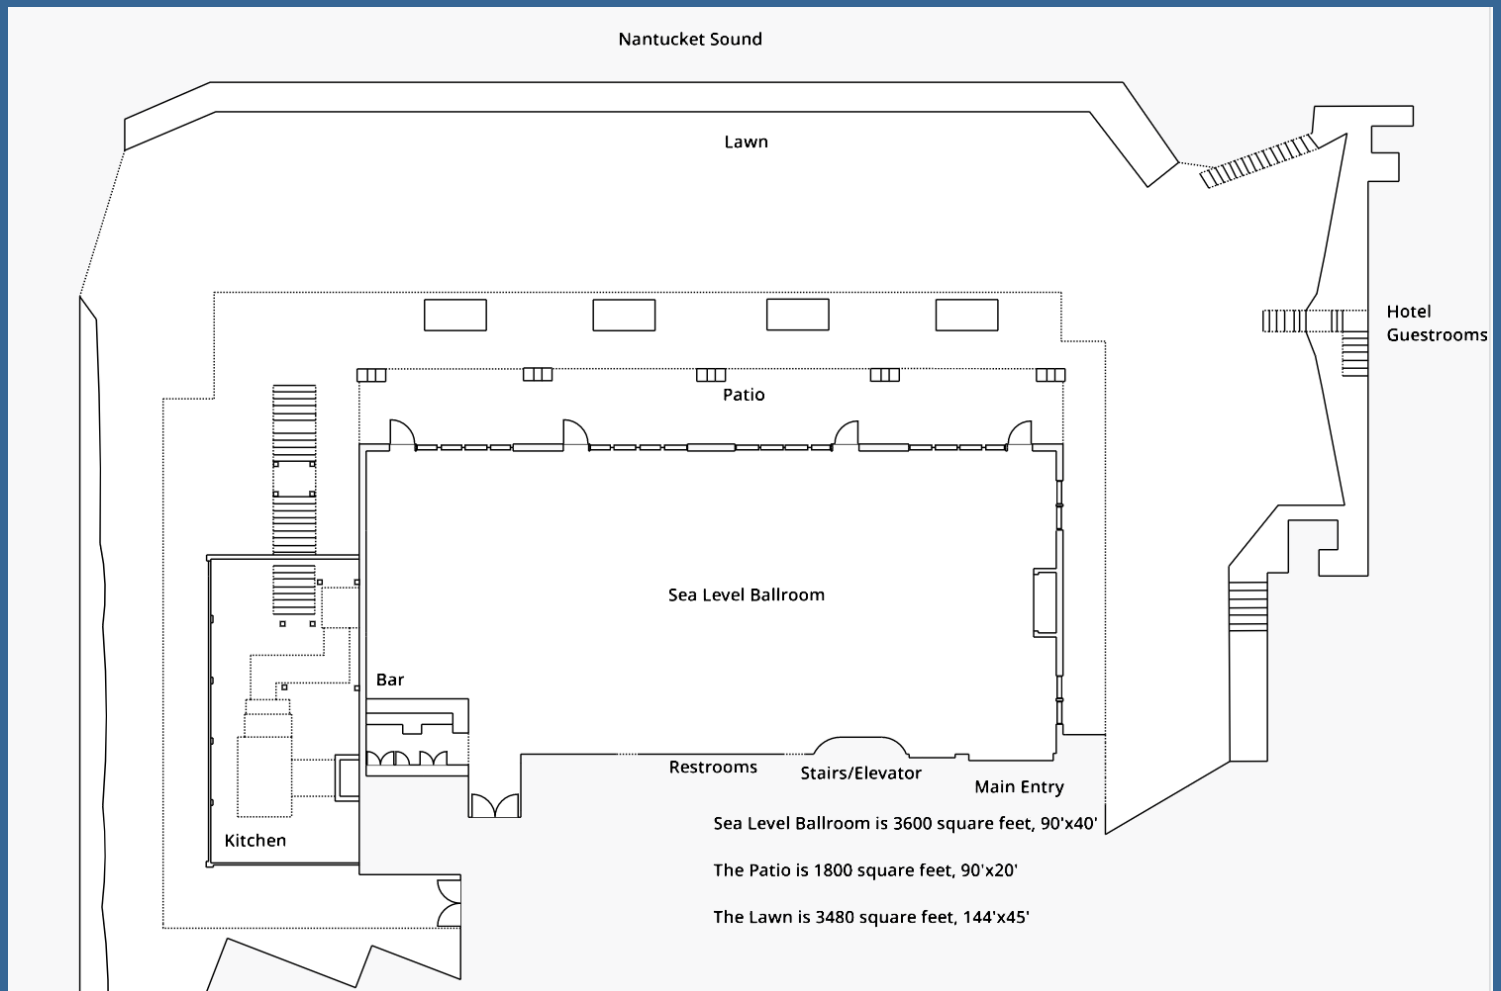 Nantucket Sound
Lawn
Hotel
Guestrooms
Patio
Sea Level Ballroom
Bar
Restrooms
Stairs/Elevator
Main Entry
Sea Level Ballroom is 3600 square feet, 90'x40'
Kitchen
The Patio is 1800 square feet, 90'x20'
The Lawn is 3480 square feet, 144'x45'